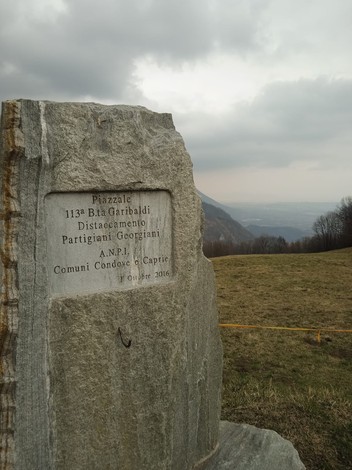 Piazzale
113ª B.ta Garibaldi
Distaccamento
Partigiani Georgiani
A.N.P.I.
Comuni Condove e Caprie
1° Ottobre 2016